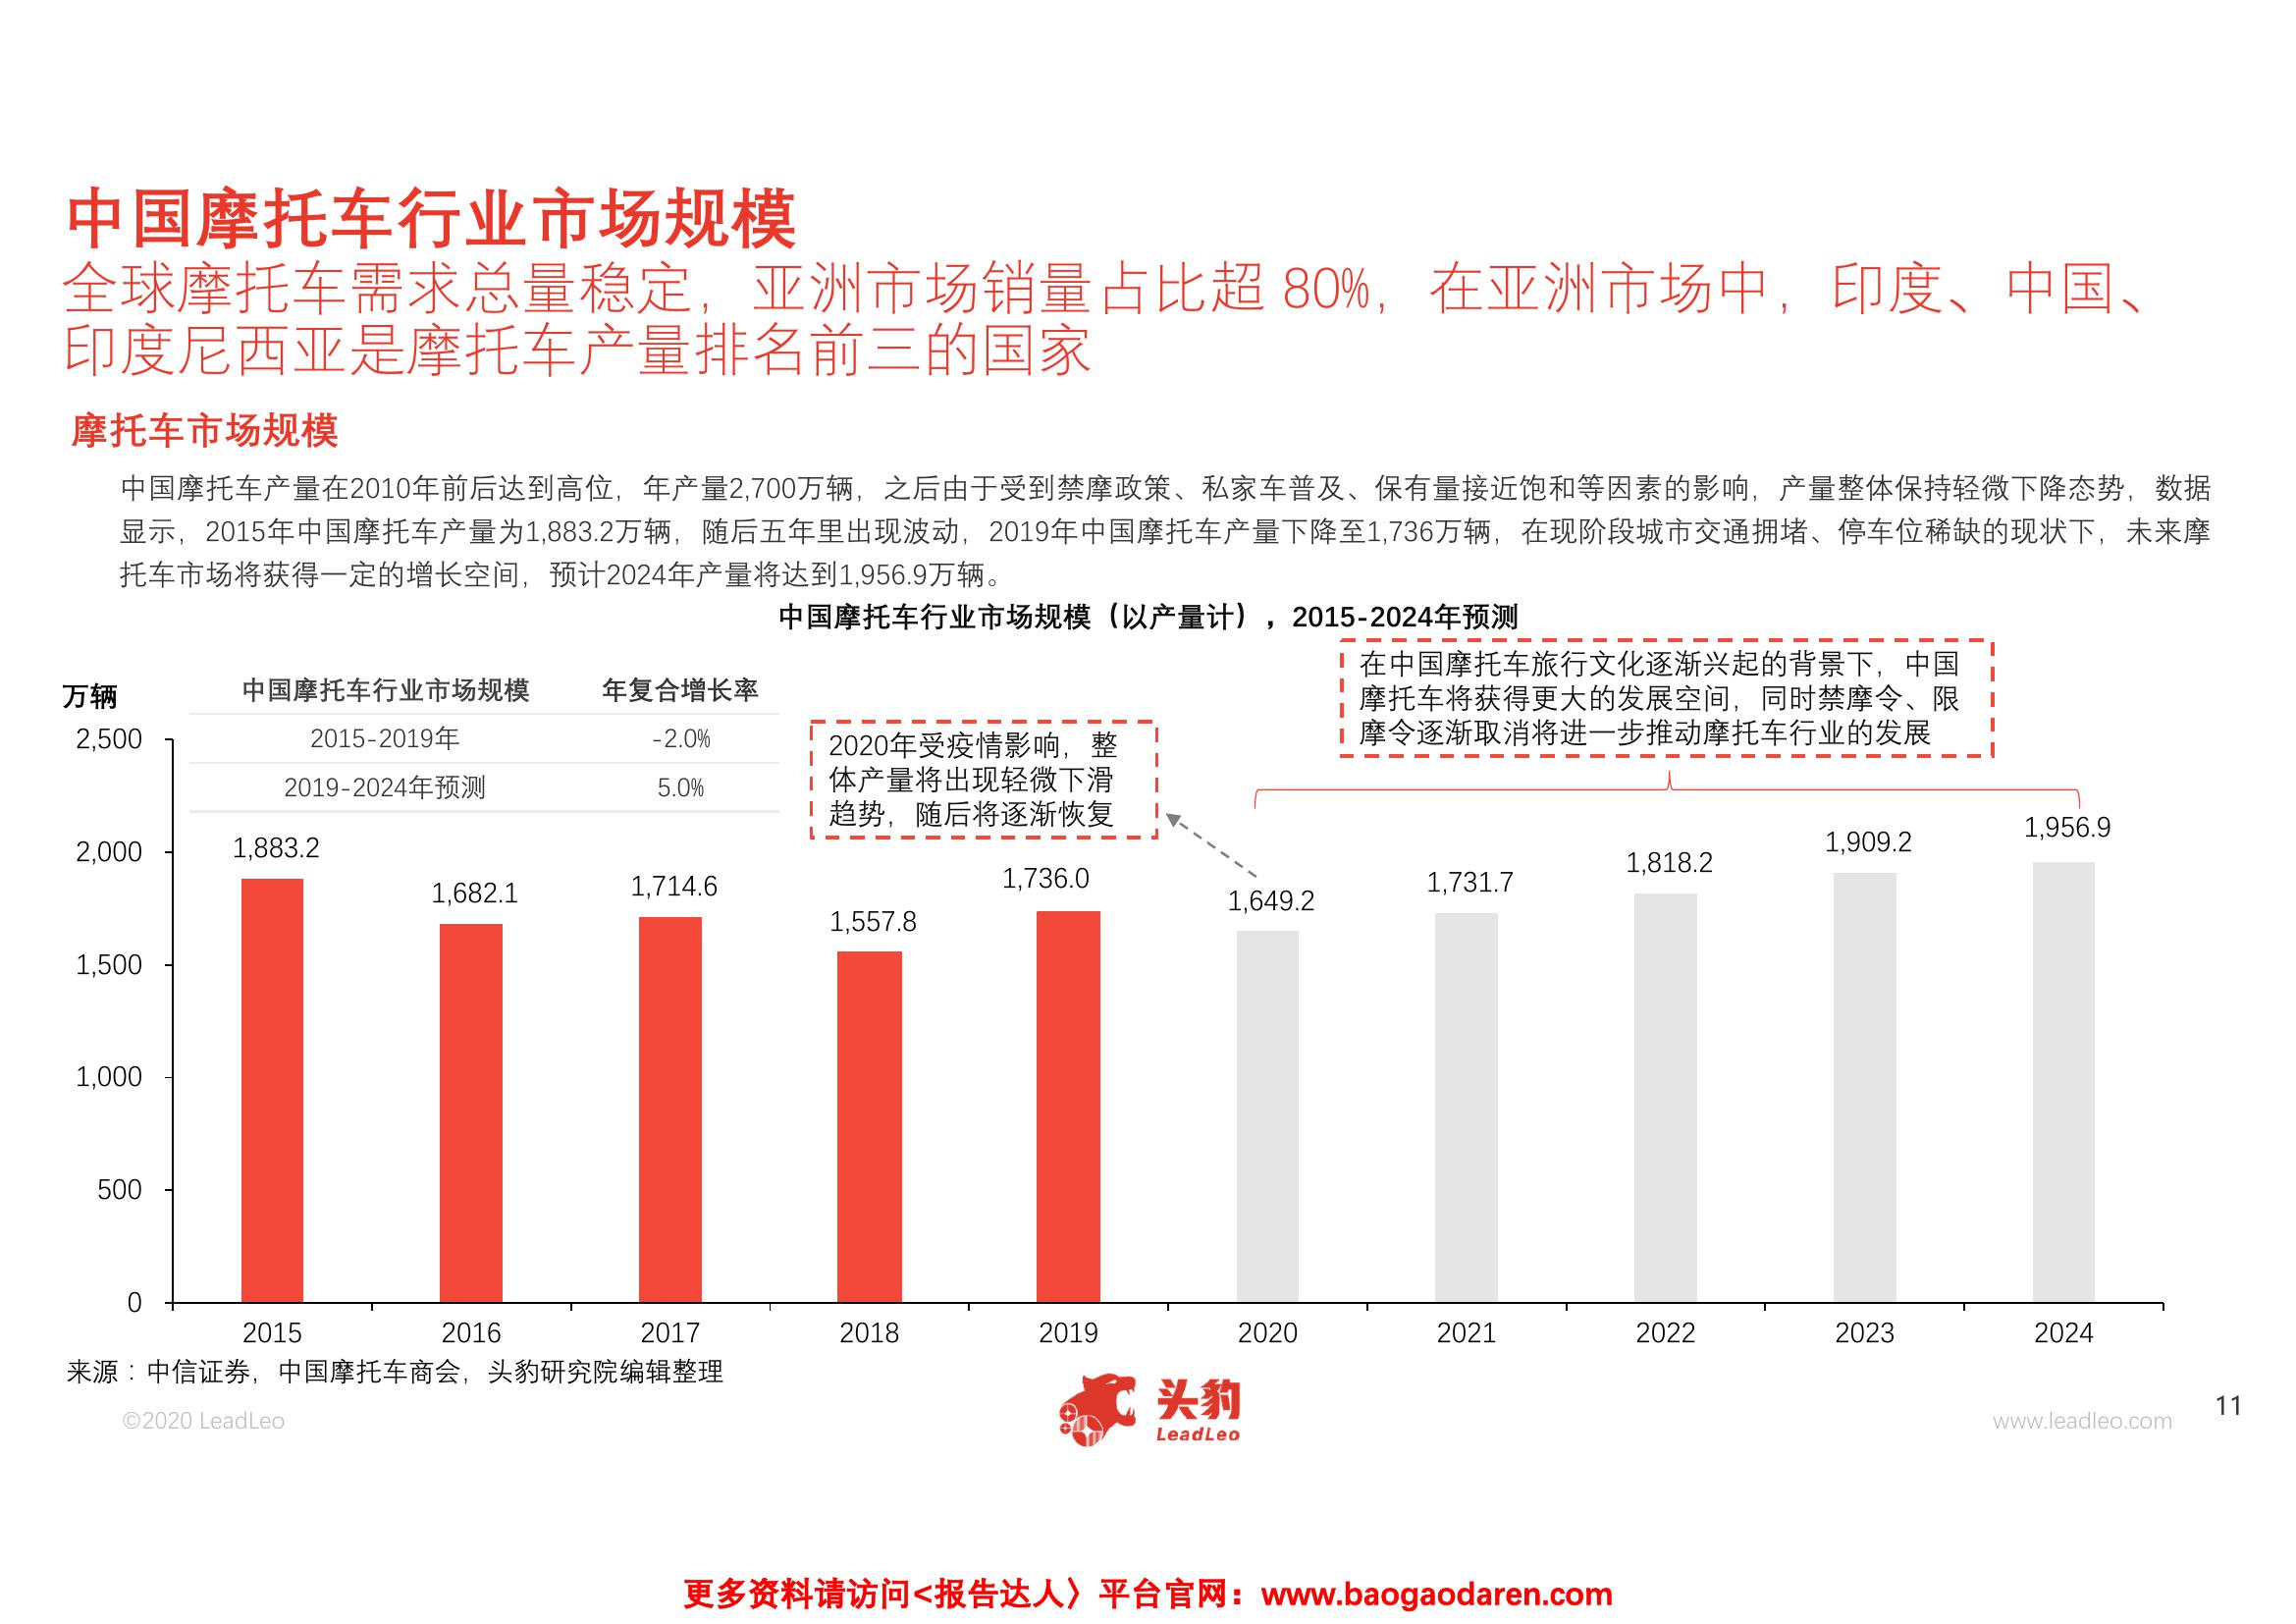 中国摩托车行业市场规模
全球摩托车需求总量稳定，亚洲市场销量占比超 80%，在亚洲市场中，印度、中国、
印度尼西亚是摩托车产量排名前三的国家
摩托车市场规模
中国摩托车产量在2010年前后达到高位，年产量2,700万辆，之后由于受到禁摩政策、私家车普及、保有量接近饱和等因素的影响，产量整体保持轻微下降态势，数据
显示，2015年中国摩托车产量为1,883.2万辆，随后五年里出现波动，2019年中国摩托车产量下降至1,736万辆，在现阶段城市交通拥堵、停车位稀缺的现状下，未来摩
托车市场将获得一定的增长空间，预计2024年产量将达到1,956.9万辆。
中国摩托车行业市场规模（以产量计），2015-2024年预测
万辆
中国摩托车行业市场规模 年复合增长率
2015-2019年 -2.0%
2019-2024年预测 5.0%
2020年受疫情影响，整
体产量将出现轻微下滑
趋势，随后将逐渐恢复
在中国摩托车旅行文化逐渐兴起的背景下，中国
摩托车将获得更大的发展空间，同时禁摩令、限
摩令逐渐取消将进一步推动摩托车行业的发展
2,500
2,000
1,500
1,000
500
0
1,883.2
1,682.1
1,714.6
1,557.8
1,736.0
1,649.2
1,731.7
1,818.2
1,909.2
1,956.9
2015 2016 2017 2018 2019 2020 2021 2022 2023 2024
来源：中信证券，中国摩托车商会，头豹研究院编辑整理
©2020 LeadLeo
头豹
LeadLeo
www.leadleo.com
11
更多资料请访问<报告达人〉平台官网：www.baogaodaren.com